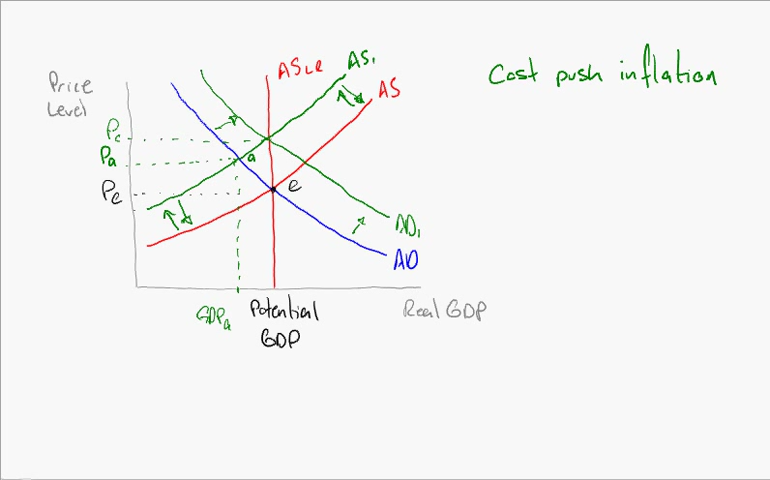 Cost push inflation
Price
Level
ASLR
AS₁
AS
Pc
Pa
Pe
a
e
AD₁
AD
GDPa
Potential
GDP
Real GDP